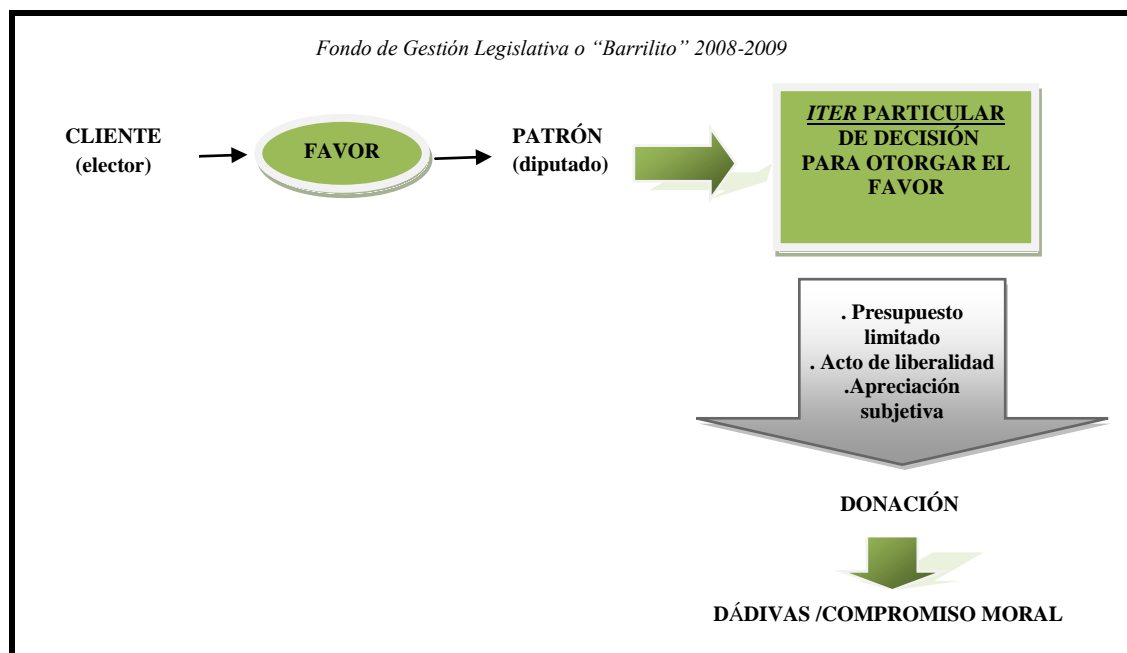 Fondo de Gestión Legislativa o “Barrilito” 2008-2009
CLIENTE
(elector)
FAVOR
PATRÓN
(diputado)
ITER PARTICULAR
DE DECISIÓN
PARA OTORGAR EL
FAVOR
. Presupuesto
limitado
. Acto de liberalidad
.Apreciación
subjetiva
DONACIÓN
DÁDIVAS /COMPROMISO MORAL